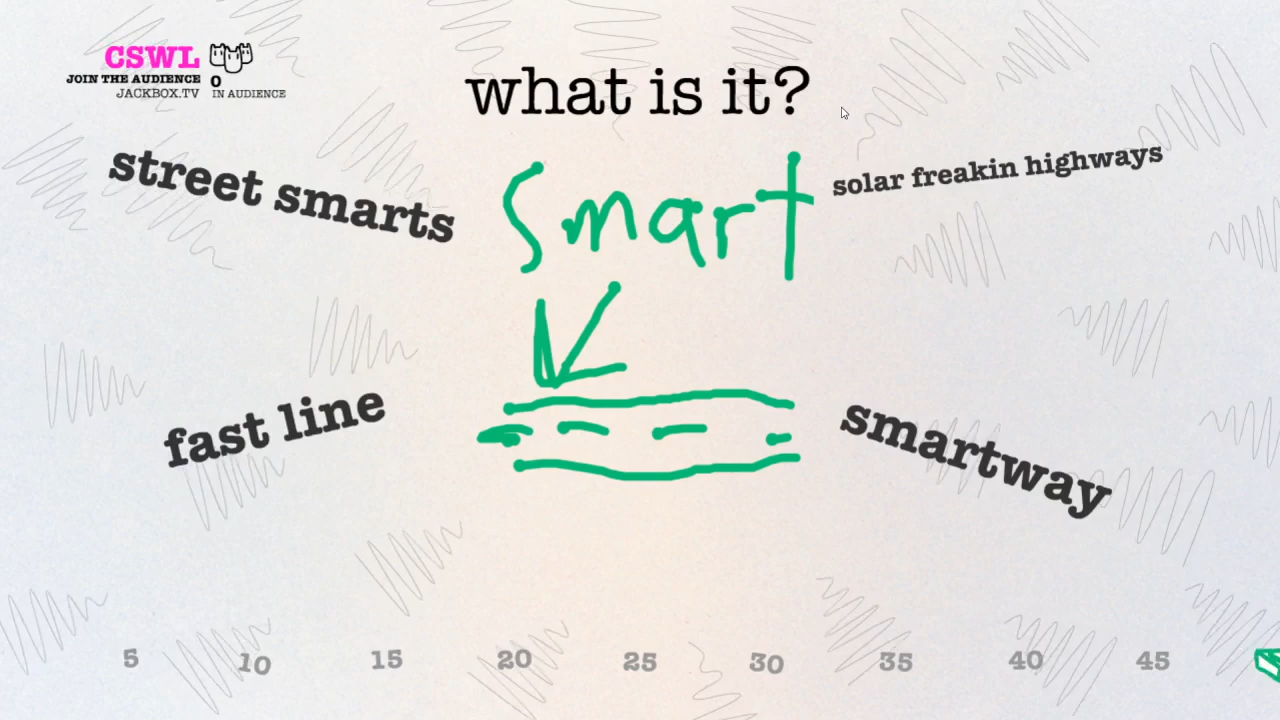 CSWL
JOIN THE AUDIENCE
JACKBOX.TV
0
IN AUDIENCE
what is it?
street smarts
smart
solar freakin highways
fast line
smartway
5 10 15 20 25 30 35 40 45